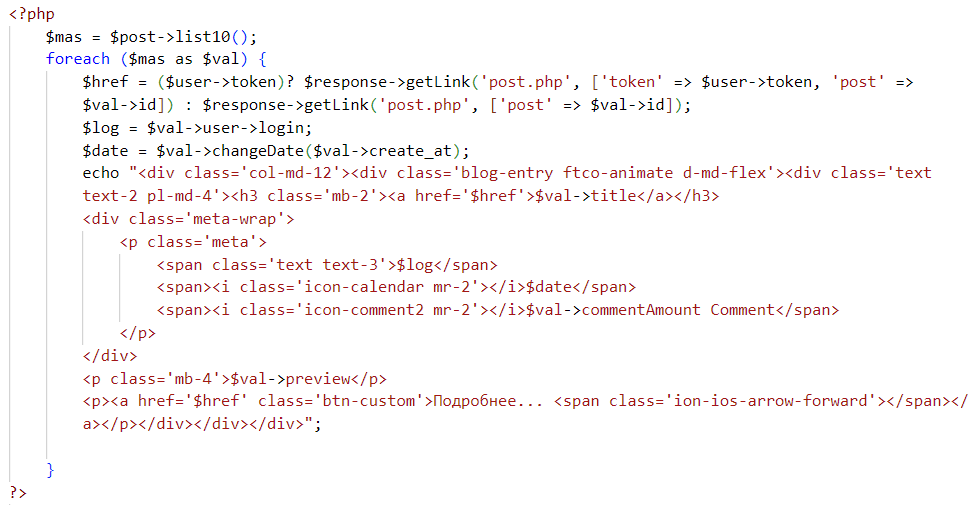 <?php
    $mas = $post->list10();
    foreach ($mas as $val) {
        $href = ($user->token)? $response->getLink('post.php', ['token' => $user->token, 'post' =>
        $val->id]) : $response->getLink('post.php', ['post' => $val->id]);
        $log = $val->user->login;
        $date = $val->changeDate($val->create_at);
        echo "<div class='col-md-12'><div class='blog-entry ftco-animate d-md-flex'><div class='text
        text-2 pl-md-4'><h3 class='mb-2'><a href='$href'>$val->title</a></h3>
        <div class='meta-wrap'>
            <p class='meta'>
                <span class='text text-3'>$log</span>
                <span><i class='icon-calendar mr-2'></i>$date</span>
                <span><i class='icon-comment2 mr-2'></i>$val->commentAmount Comment</span>
            </p>
        </div>
        <p class='mb-4'>$val->preview</p>
        <p><a href='$href' class='btn-custom'>Подробнее... <span class='ion-ios-arrow-forward'></span></
        a></p></div></div></div>";
    }
?>